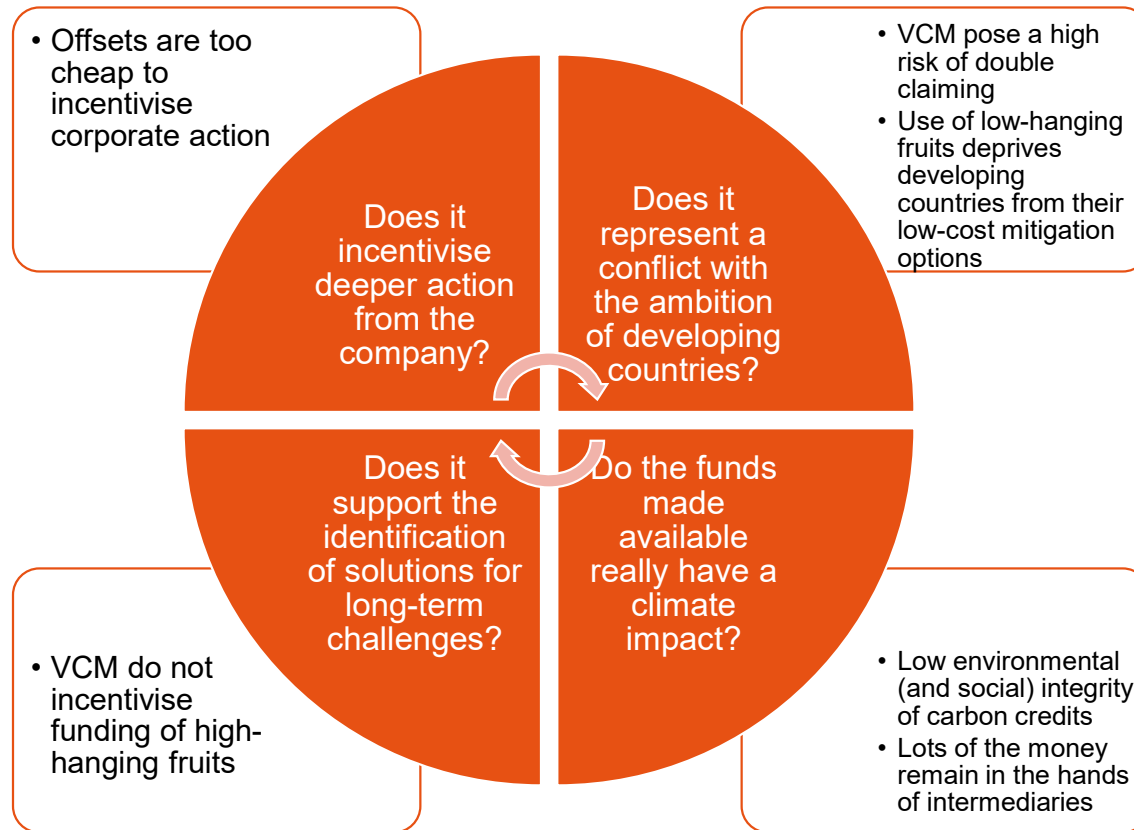 • Offsets are too
cheap to
incentivise
corporate action
• VCM pose a high
risk of double
claiming
• Use of low-hanging
fruits deprives
developing
countries from their
low-cost mitigation
options
Does it
incentivise
deeper action
from the
company?
Does it
represent a
conflict with
the ambition
of developing
countries?
Does it
support the
identification
of solutions for
long-term
challenges?
Do the funds
made
available
really have a
climate
impact?
• VCM do not
incentivise
funding of high-
hanging fruits
• Low environmental
(and social) integrity
of carbon credits
• Lots of the money
remain in the hands
of intermediaries